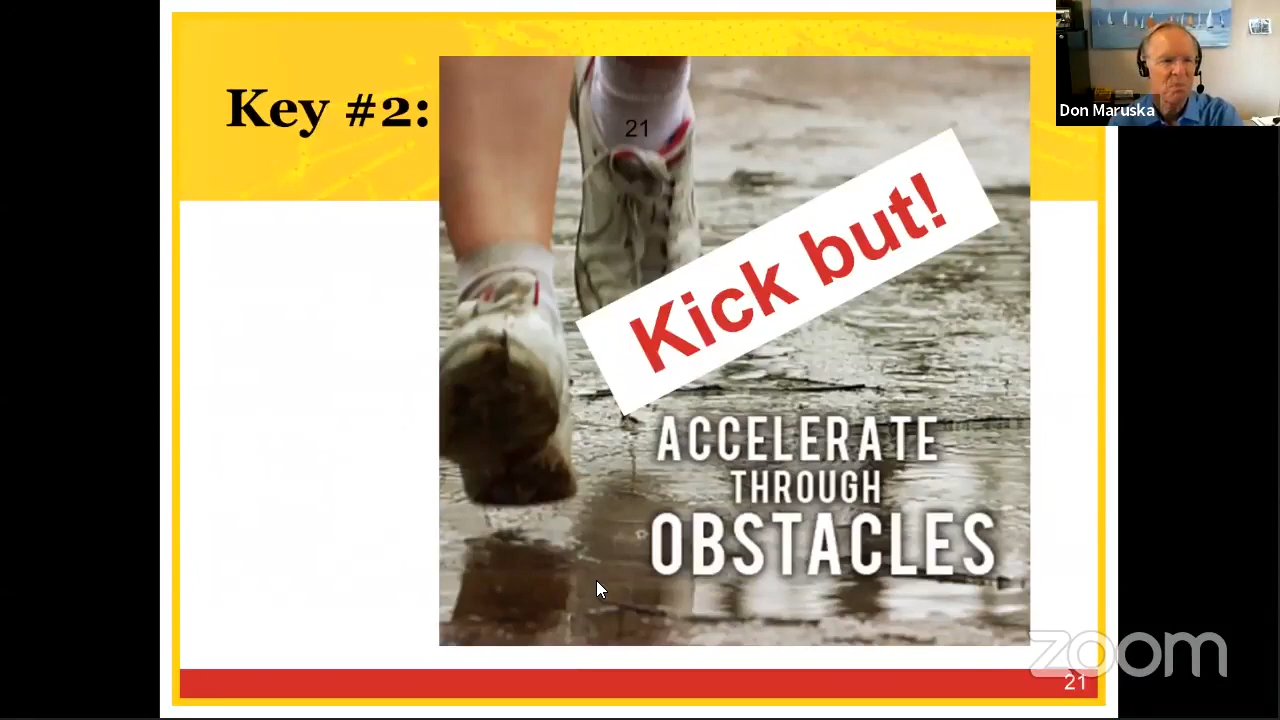 Key #2:
21
Kick but!
ACCELERATE
THROUGH
OBSTACLES
Don Maruska
zoom
21